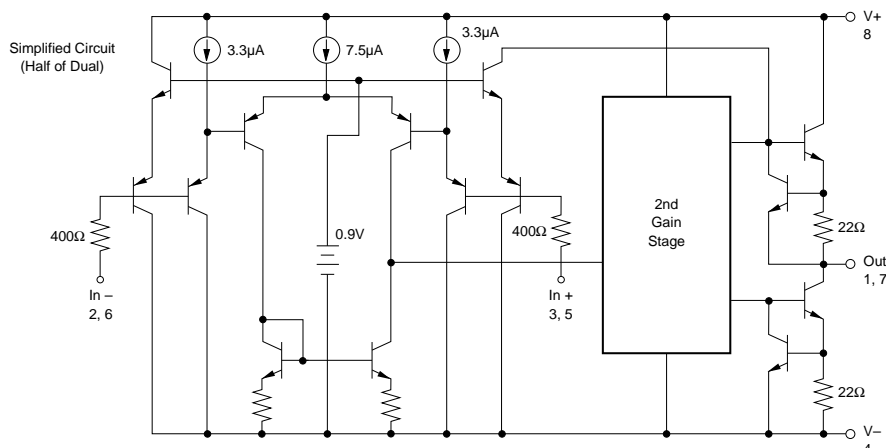 Simplified Circuit
(Half of Dual)
3.3µA
7.5µA
3.3µA
V+
8
2nd
Gain
Stage
400Ω
0.9V
400Ω
22Ω
In –
2, 6
In +
3, 5
Out
1, 7
22Ω
V–
4